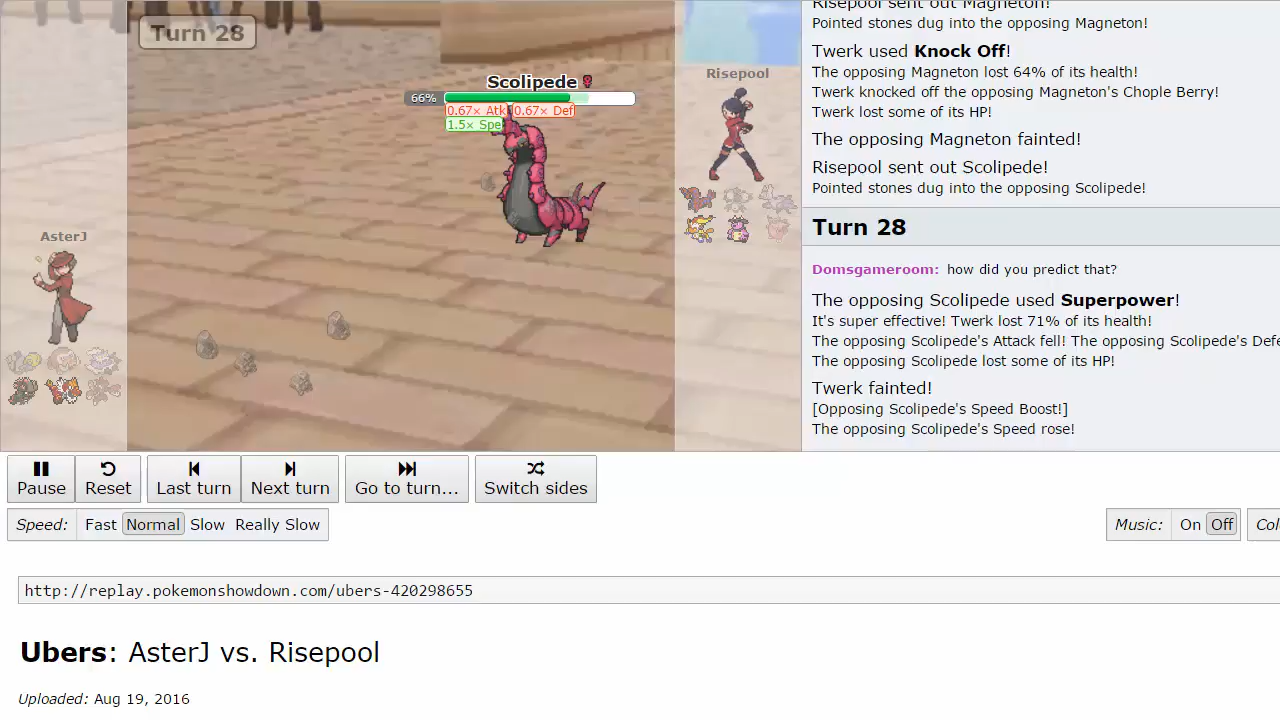 Turn 28
Scolipede
66%
0.67× Atk 0.67× Def
1.5× Spe
AsterJ
Risepool
Risepool sent out Magneton!
Pointed stones dug into the opposing Magneton!
Twerk used Knock Off!
The opposing Magneton lost 64% of its health!
Twerk knocked off the opposing Magneton's Chople Berry!
Twerk lost some of its HP!
The opposing Magneton fainted!
Risepool sent out Scolipede!
Pointed stones dug into the opposing Scolipede!
Turn 28
Domsgameroom: how did you predict that?
The opposing Scolipede used Superpower!
It's super effective! Twerk lost 71% of its health!
The opposing Scolipede's Attack fell! The opposing Scolipede's Defe
The opposing Scolipede lost some of its HP!
Twerk fainted!
[Opposing Scolipede's Speed Boost!]
The opposing Scolipede's Speed rose!
Pause Reset Last turn Next turn Go to turn... Switch sides
Speed: Fast Normal Slow Really Slow Music: On Off Col
http://replay.pokemonshowdown.com/ubers-420298655
Ubers: AsterJ vs. Risepool
Uploaded: Aug 19, 2016